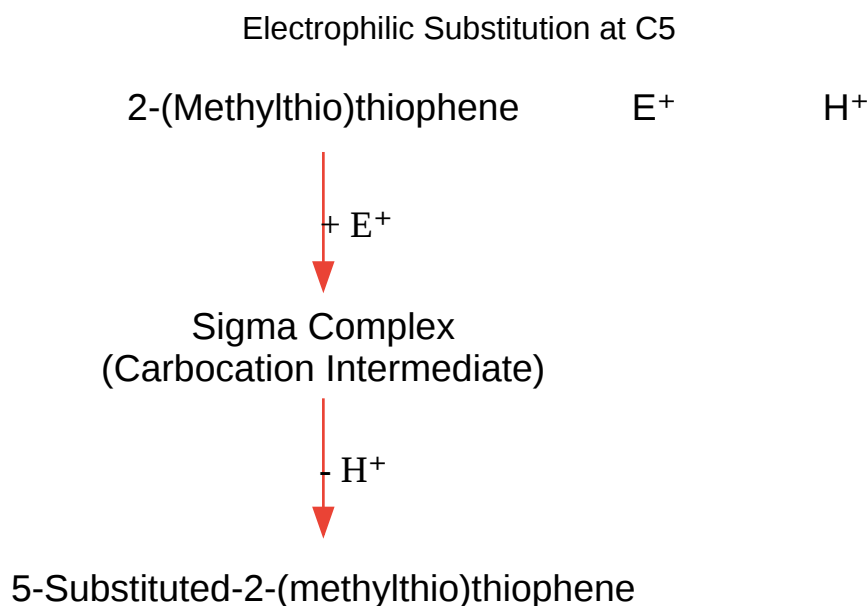 Electrophilic Substitution at C5
2-(Methylthio)thiophene E⁺ H⁺
+ E⁺
Sigma Complex
(Carbocation Intermediate)
- H⁺
5-Substituted-2-(methylthio)thiophene